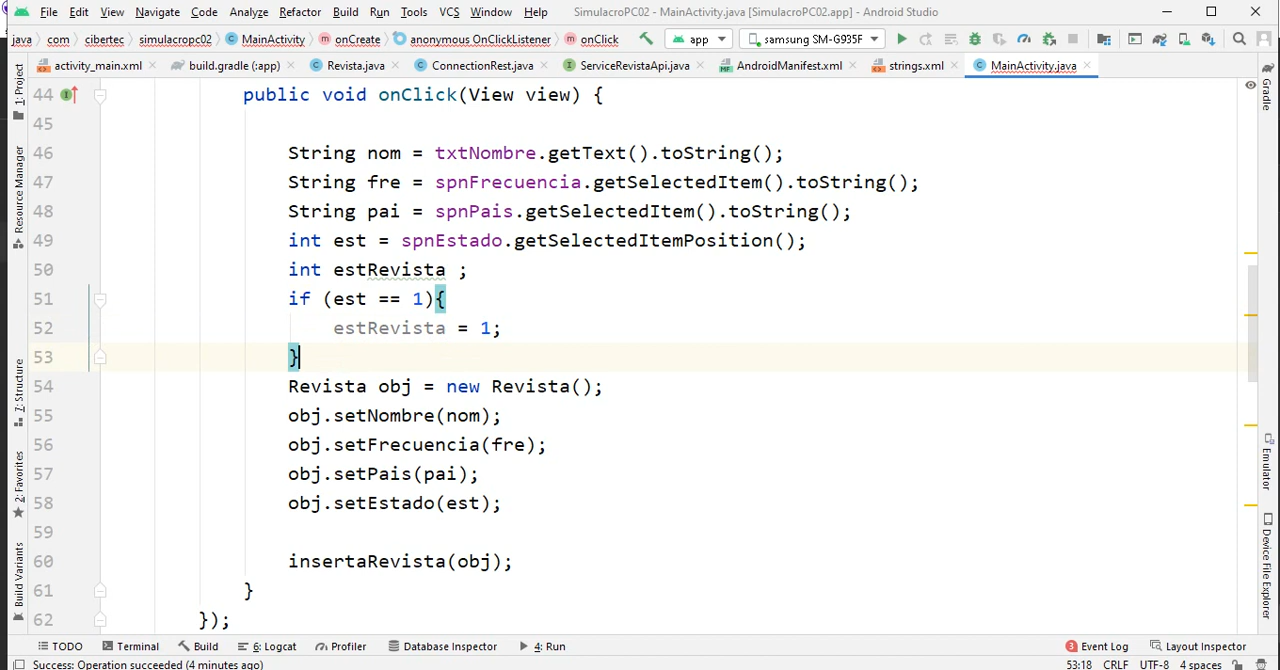 File Edit View Navigate Code Analyze Refactor Build Run Tools VCS Window Help SimulacroPC02 - MainActivity.java [SimulacroPC02.app] - Android Studio
java com cibertec simulacropc02 MainActivity onCreate anonymous OnClickListener onClick app samsung SM-G935F
activity_main.xml build.gradle (:app) Revista.java ConnectionRest.java ServiceRevistaApi.java AndroidManifest.xml strings.xml MainActivity.java
1: Project
Resource Manager
7: Structure
2: Favorites
Build Variants
44 public void onClick(View view) {
45
46 String nom = txtNombre.getText().toString();
47 String fre = spnFrecuencia.getSelectedItem().toString();
48 String pai = spnPais.getSelectedItem().toString();
49 int est = spnEstado.getSelectedItemPosition();
50 int estRevista ;
51 if (est == 1){
52 estRevista = 1;
53 }
54 Revista obj = new Revista();
55 obj.setNombre(nom);
56 obj.setFrecuencia(fre);
57 obj.setPais(pai);
58 obj.setEstado(est);
59
60 insertaRevista(obj);
61 }
62 });
Gradle
Emulator
Device File Explorer
TODO Terminal Build 6: Logcat Profiler Database Inspector 4: Run 3 Event Log Layout Inspector
Success: Operation succeeded (4 minutes ago) 53:18 CRLF UTF-8 4 spaces